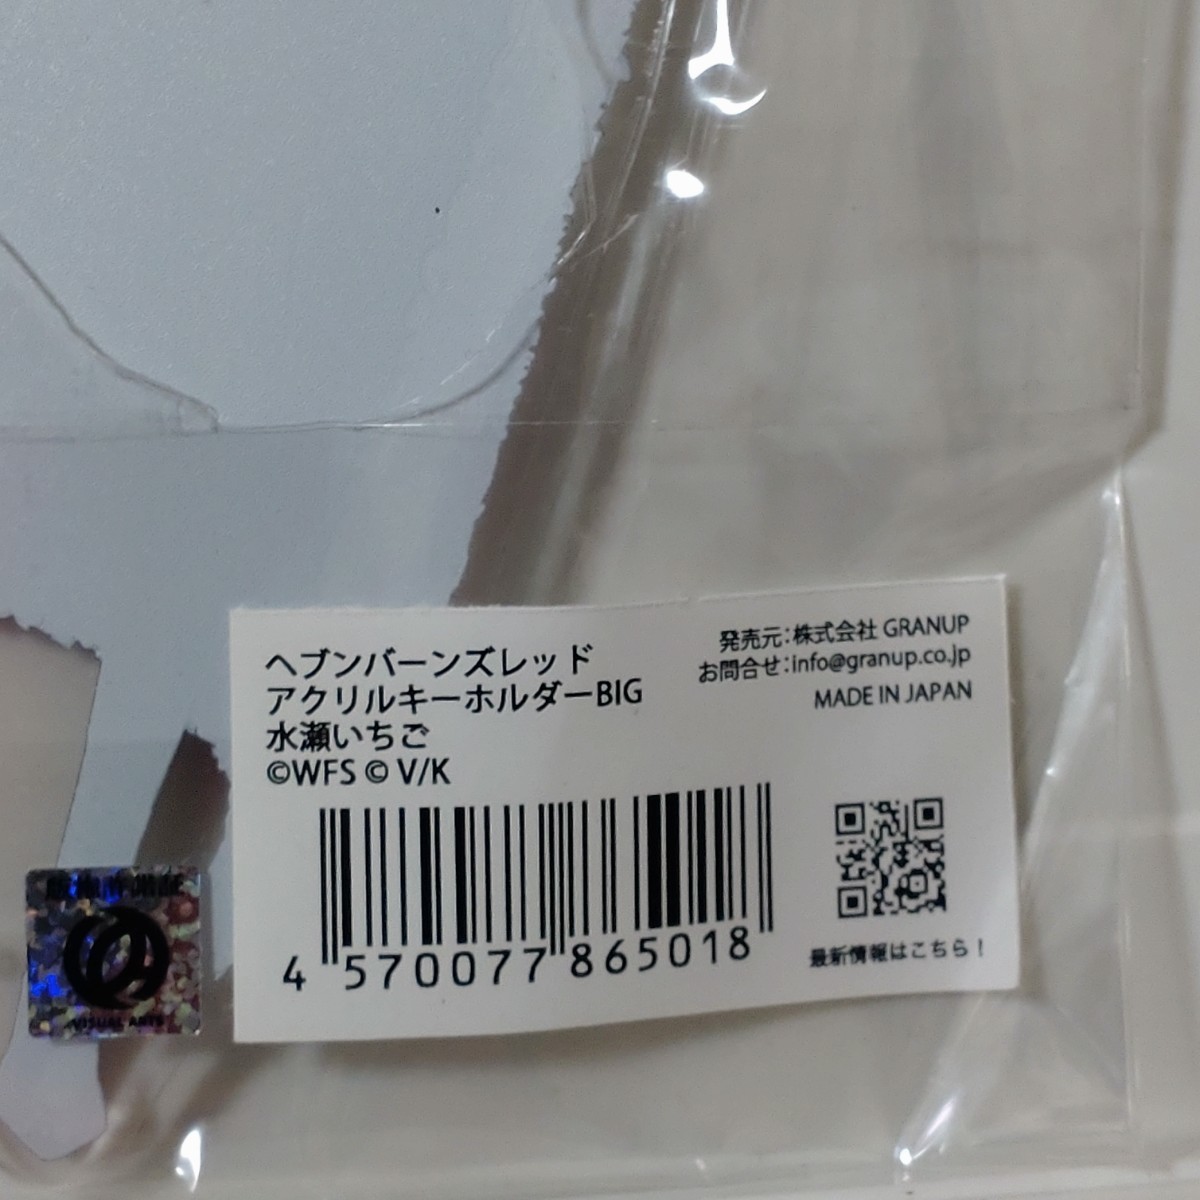 ヘブンバーンズレッド
アクリルキーホルダーBIG
水瀬いちご
©WFS © V/K
発売元:株式会社 GRANUP
お問合せ:info@granup.co.jp
MADE IN JAPAN
4 570077 865018
最新情報はこちら!
VISUAL ARTS